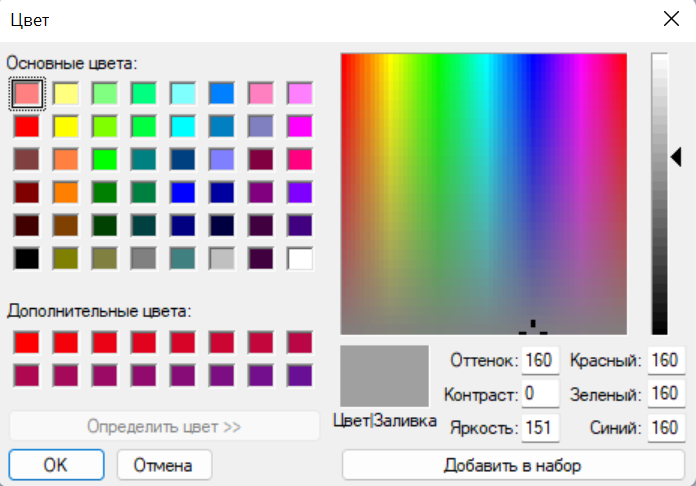 Цвет
Основные цвета:
Дополнительные цвета:
Определить цвет >>
ОК
Отмена
Цвет|Заливка
Оттенок: 160
Контраст: 0
Яркость: 151
Красный: 160
Зеленый: 160
Синий: 160
Добавить в набор